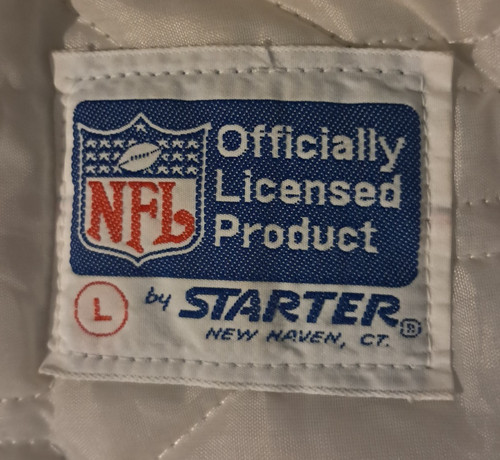 NFL
Officially
Licensed
Product
L
by STARTER®
NEW HAVEN, CT.